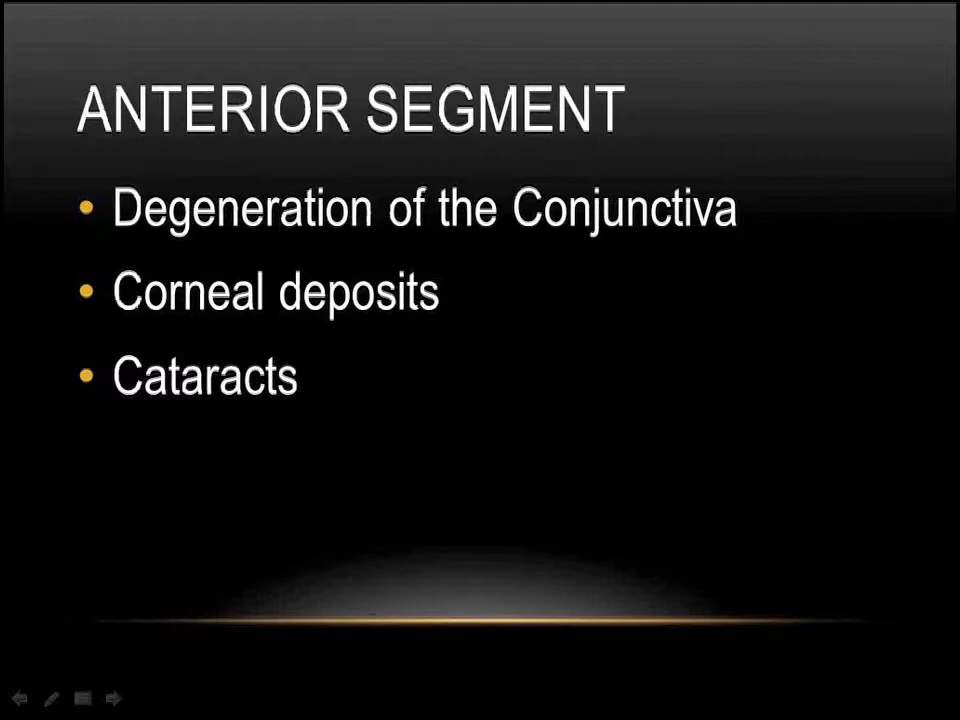 ANTERIOR SEGMENT
• Degeneration of the Conjunctiva
• Corneal deposits
• Cataracts